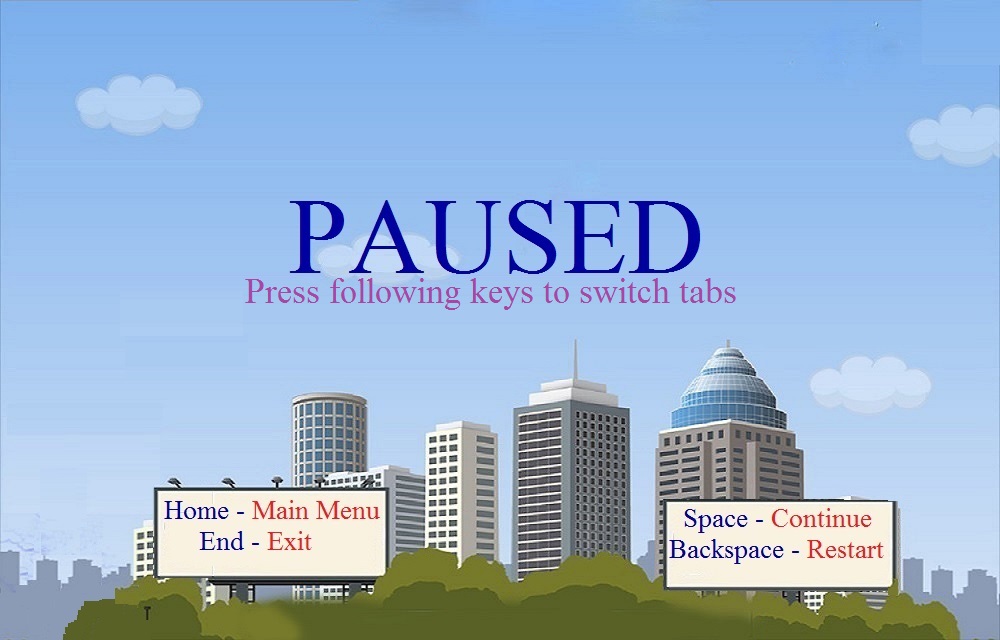 PAUSED
Press following keys to switch tabs
Home - Main Menu
End - Exit
Space - Continue
Backspace - Restart